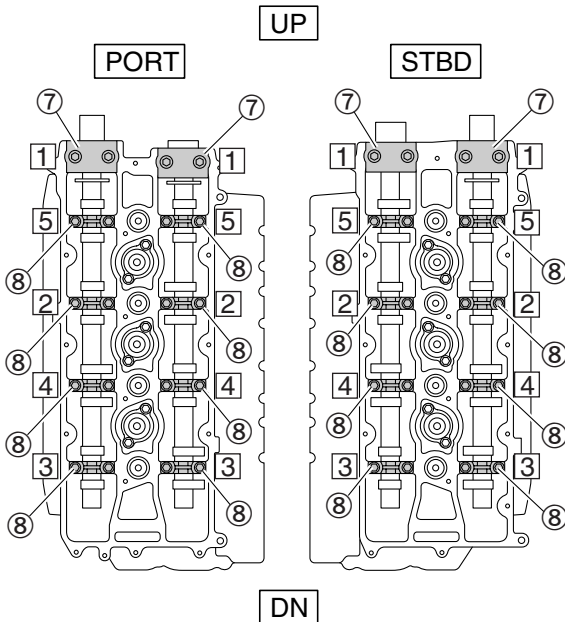 UP
PORT STBD
⑦ ⑦ ⑦ ⑦
1 1 1 1
5 5 5 5
⑧ ⑧ ⑧ ⑧
2 2 2 2
⑧ ⑧ ⑧ ⑧
4 4 4 4
⑧ ⑧ ⑧ ⑧
3 3 3 3
⑧ ⑧ ⑧ ⑧
DN